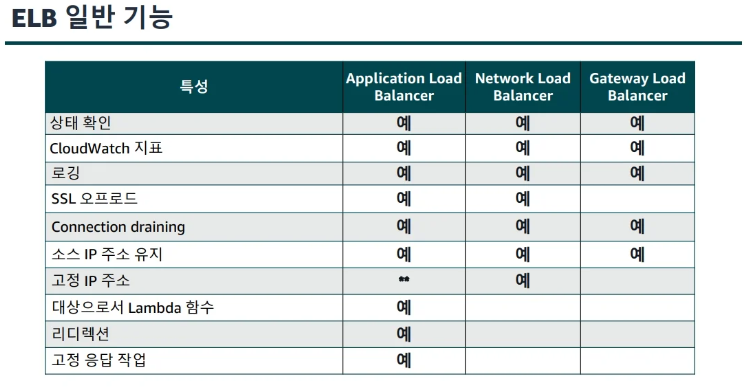 ELB 일반 기능
특성 Application Load Balancer Network Load Balancer Gateway Load Balancer
상태 확인 예 예 예
CloudWatch 지표 예 예 예
로깅 예 예 예
SSL 오프로드 예 예
Connection draining 예 예 예
소스 IP 주소 유지 예 예 예
고정 IP 주소 ** 예
대상으로서 Lambda 함수 예
리디렉션 예
고정 응답 작업 예